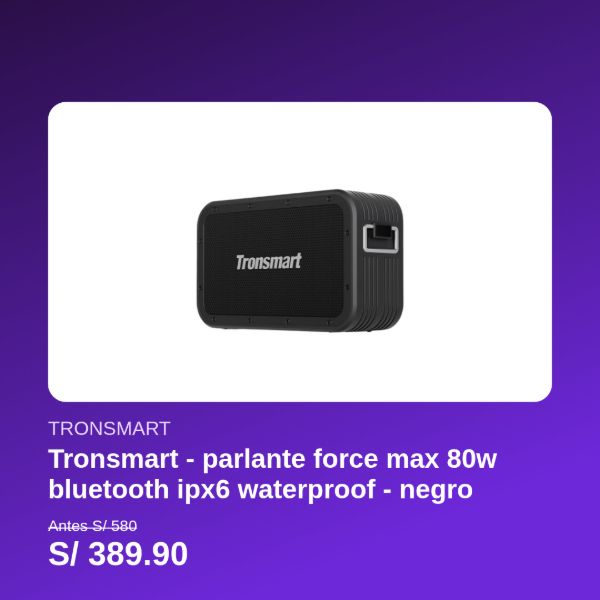 Tronsmart
TRONSMART
Tronsmart - parlante force max 80w
bluetooth ipx6 waterproof - negro
Antes S/ 580
S/ 389.90